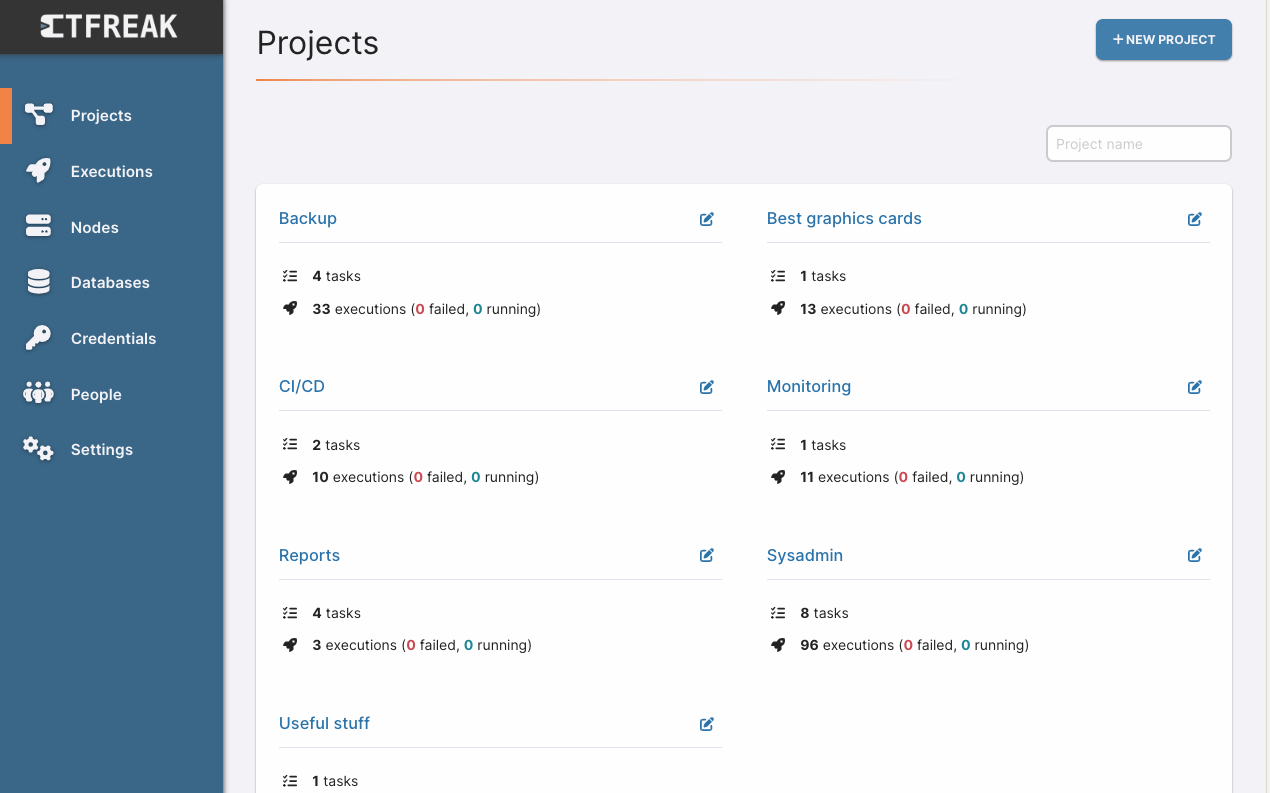 CTFREAK
Projects
+ NEW PROJECT
Projects
Executions
Nodes
Databases
Credentials
People
Settings
Project name
Backup
4 tasks
33 executions (0 failed, 0 running)
Best graphics cards
1 tasks
13 executions (0 failed, 0 running)
CI/CD
2 tasks
10 executions (0 failed, 0 running)
Monitoring
1 tasks
11 executions (0 failed, 0 running)
Reports
4 tasks
3 executions (0 failed, 0 running)
Sysadmin
8 tasks
96 executions (0 failed, 0 running)
Useful stuff
1 tasks